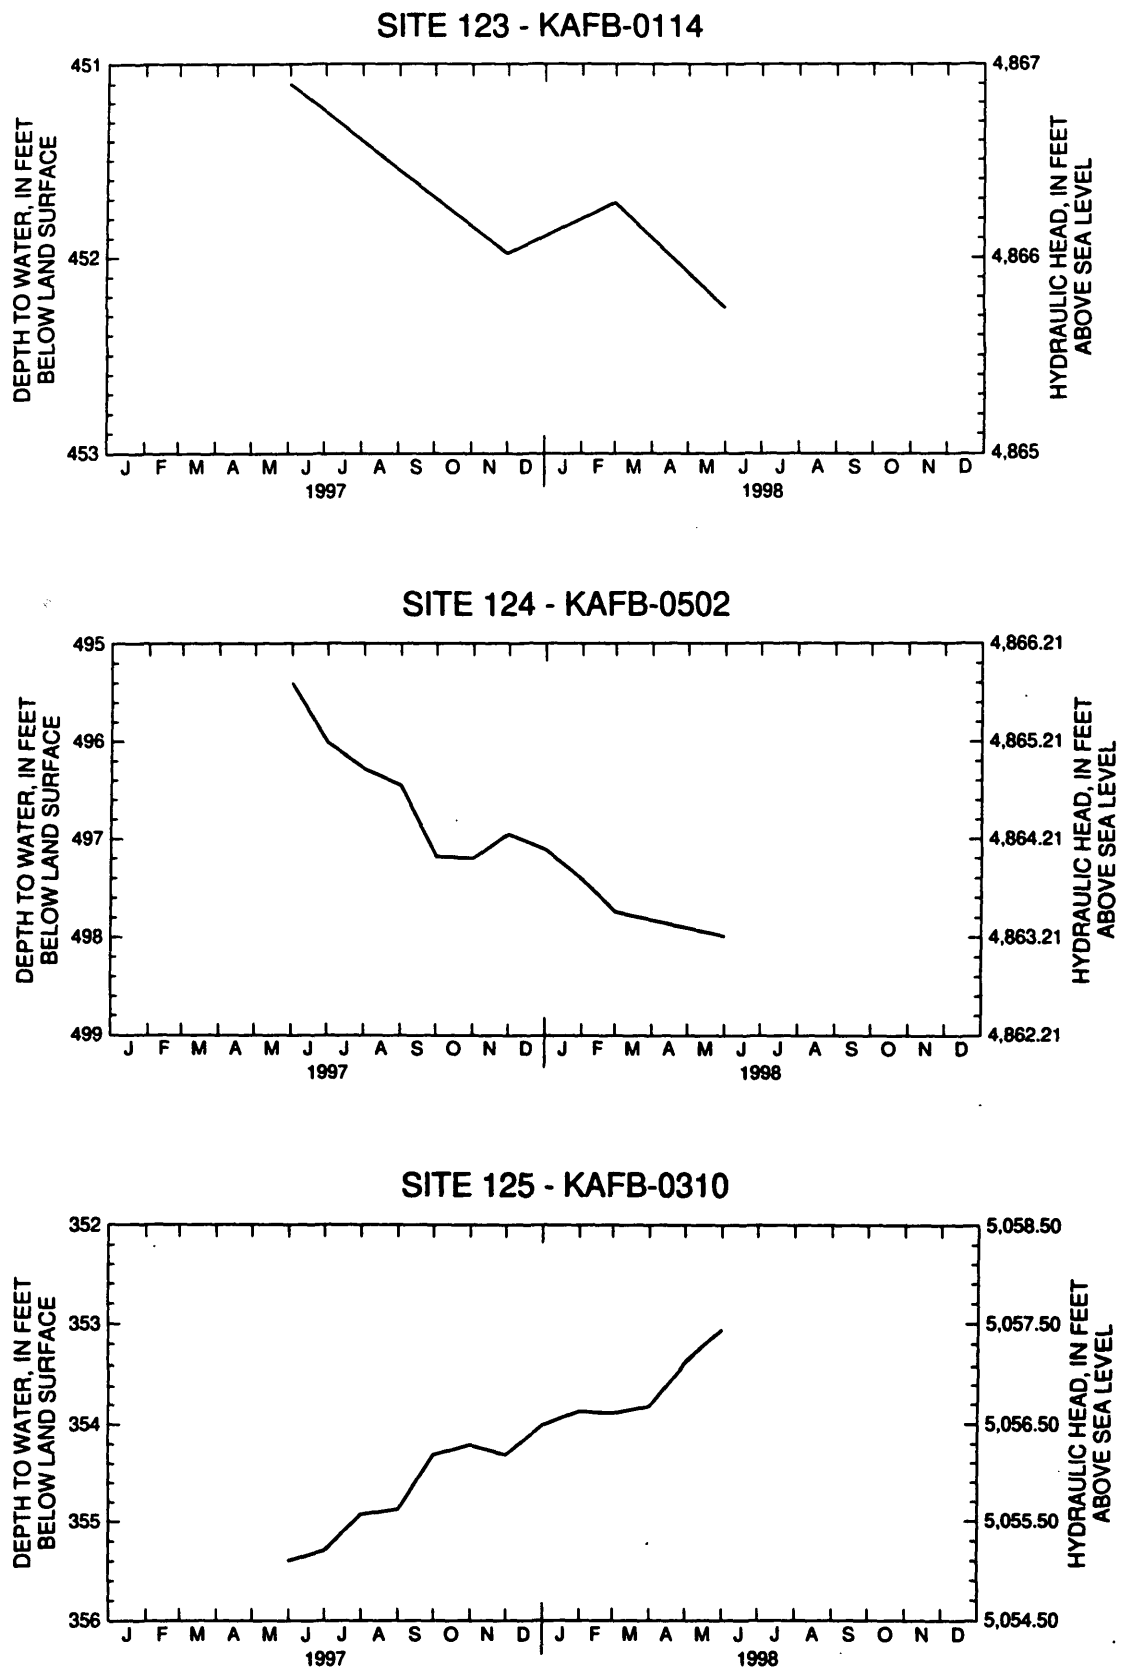 SITE 123 - KAFB-0114
DEPTH TO WATER, IN FEET
BELOW LAND SURFACE
451
452
453
4,867
4,866
4,865
HYDRAULIC HEAD, IN FEET
ABOVE SEA LEVEL
J F M A M J J A S O N D J F M A M J J A S O N D
1997 1998
SITE 124 - KAFB-0502
DEPTH TO WATER, IN FEET
BELOW LAND SURFACE
495
496
497
498
499
4,866.21
4,865.21
4,864.21
4,863.21
4,862.21
HYDRAULIC HEAD, IN FEET
ABOVE SEA LEVEL
J F M A M J J A S O N D J F M A M J J A S O N D
1997 1998
SITE 125 - KAFB-0310
DEPTH TO WATER, IN FEET
BELOW LAND SURFACE
352
353
354
355
356
5,058.50
5,057.50
5,056.50
5,055.50
5,054.50
HYDRAULIC HEAD, IN FEET
ABOVE SEA LEVEL
J F M A M J J A S O N D J F M A M J J A S O N D
1997 1998